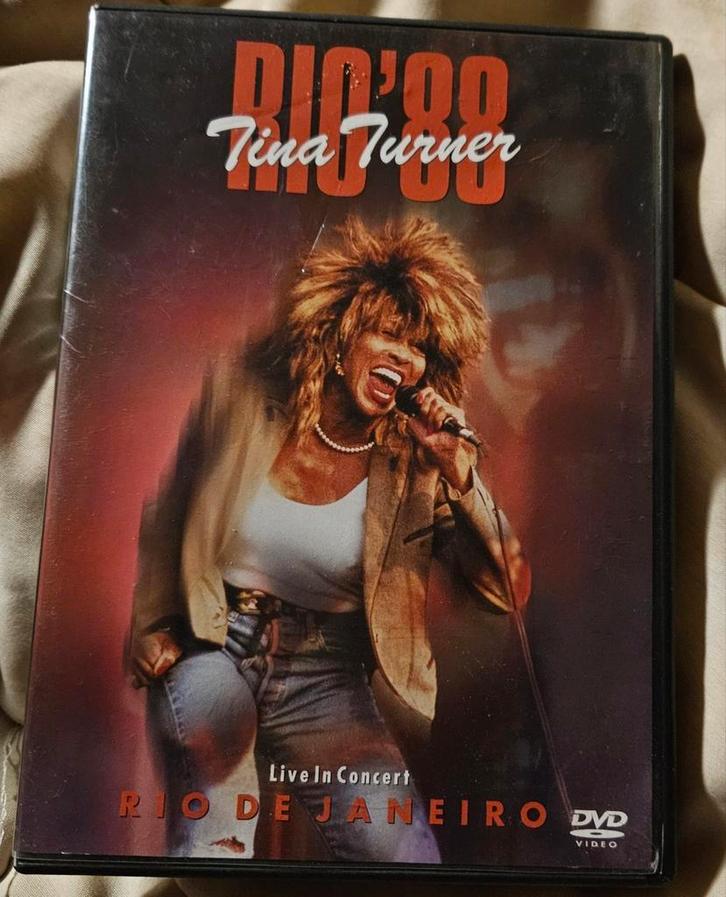 RIO'88
Tina Turner
Live In Concert
RIO DE JANEIRO
DVD
VIDEO